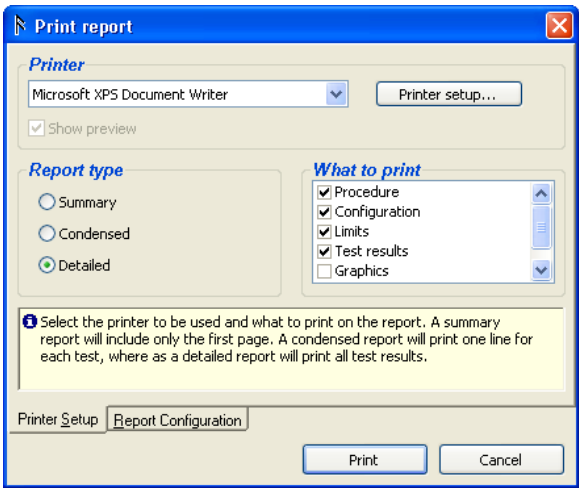 Print report
Printer
Microsoft XPS Document Writer
Printer setup...
Show preview
Report type
What to print
Summary
Condensed
Detailed
Procedure
Configuration
Limits
Test results
Graphics
Select the printer to be used and what to print on the report. A summary
report will include only the first page. A condensed report will print one line for
each test, where as a detailed report will print all test results.
Printer Setup
Report Configuration
Print
Cancel